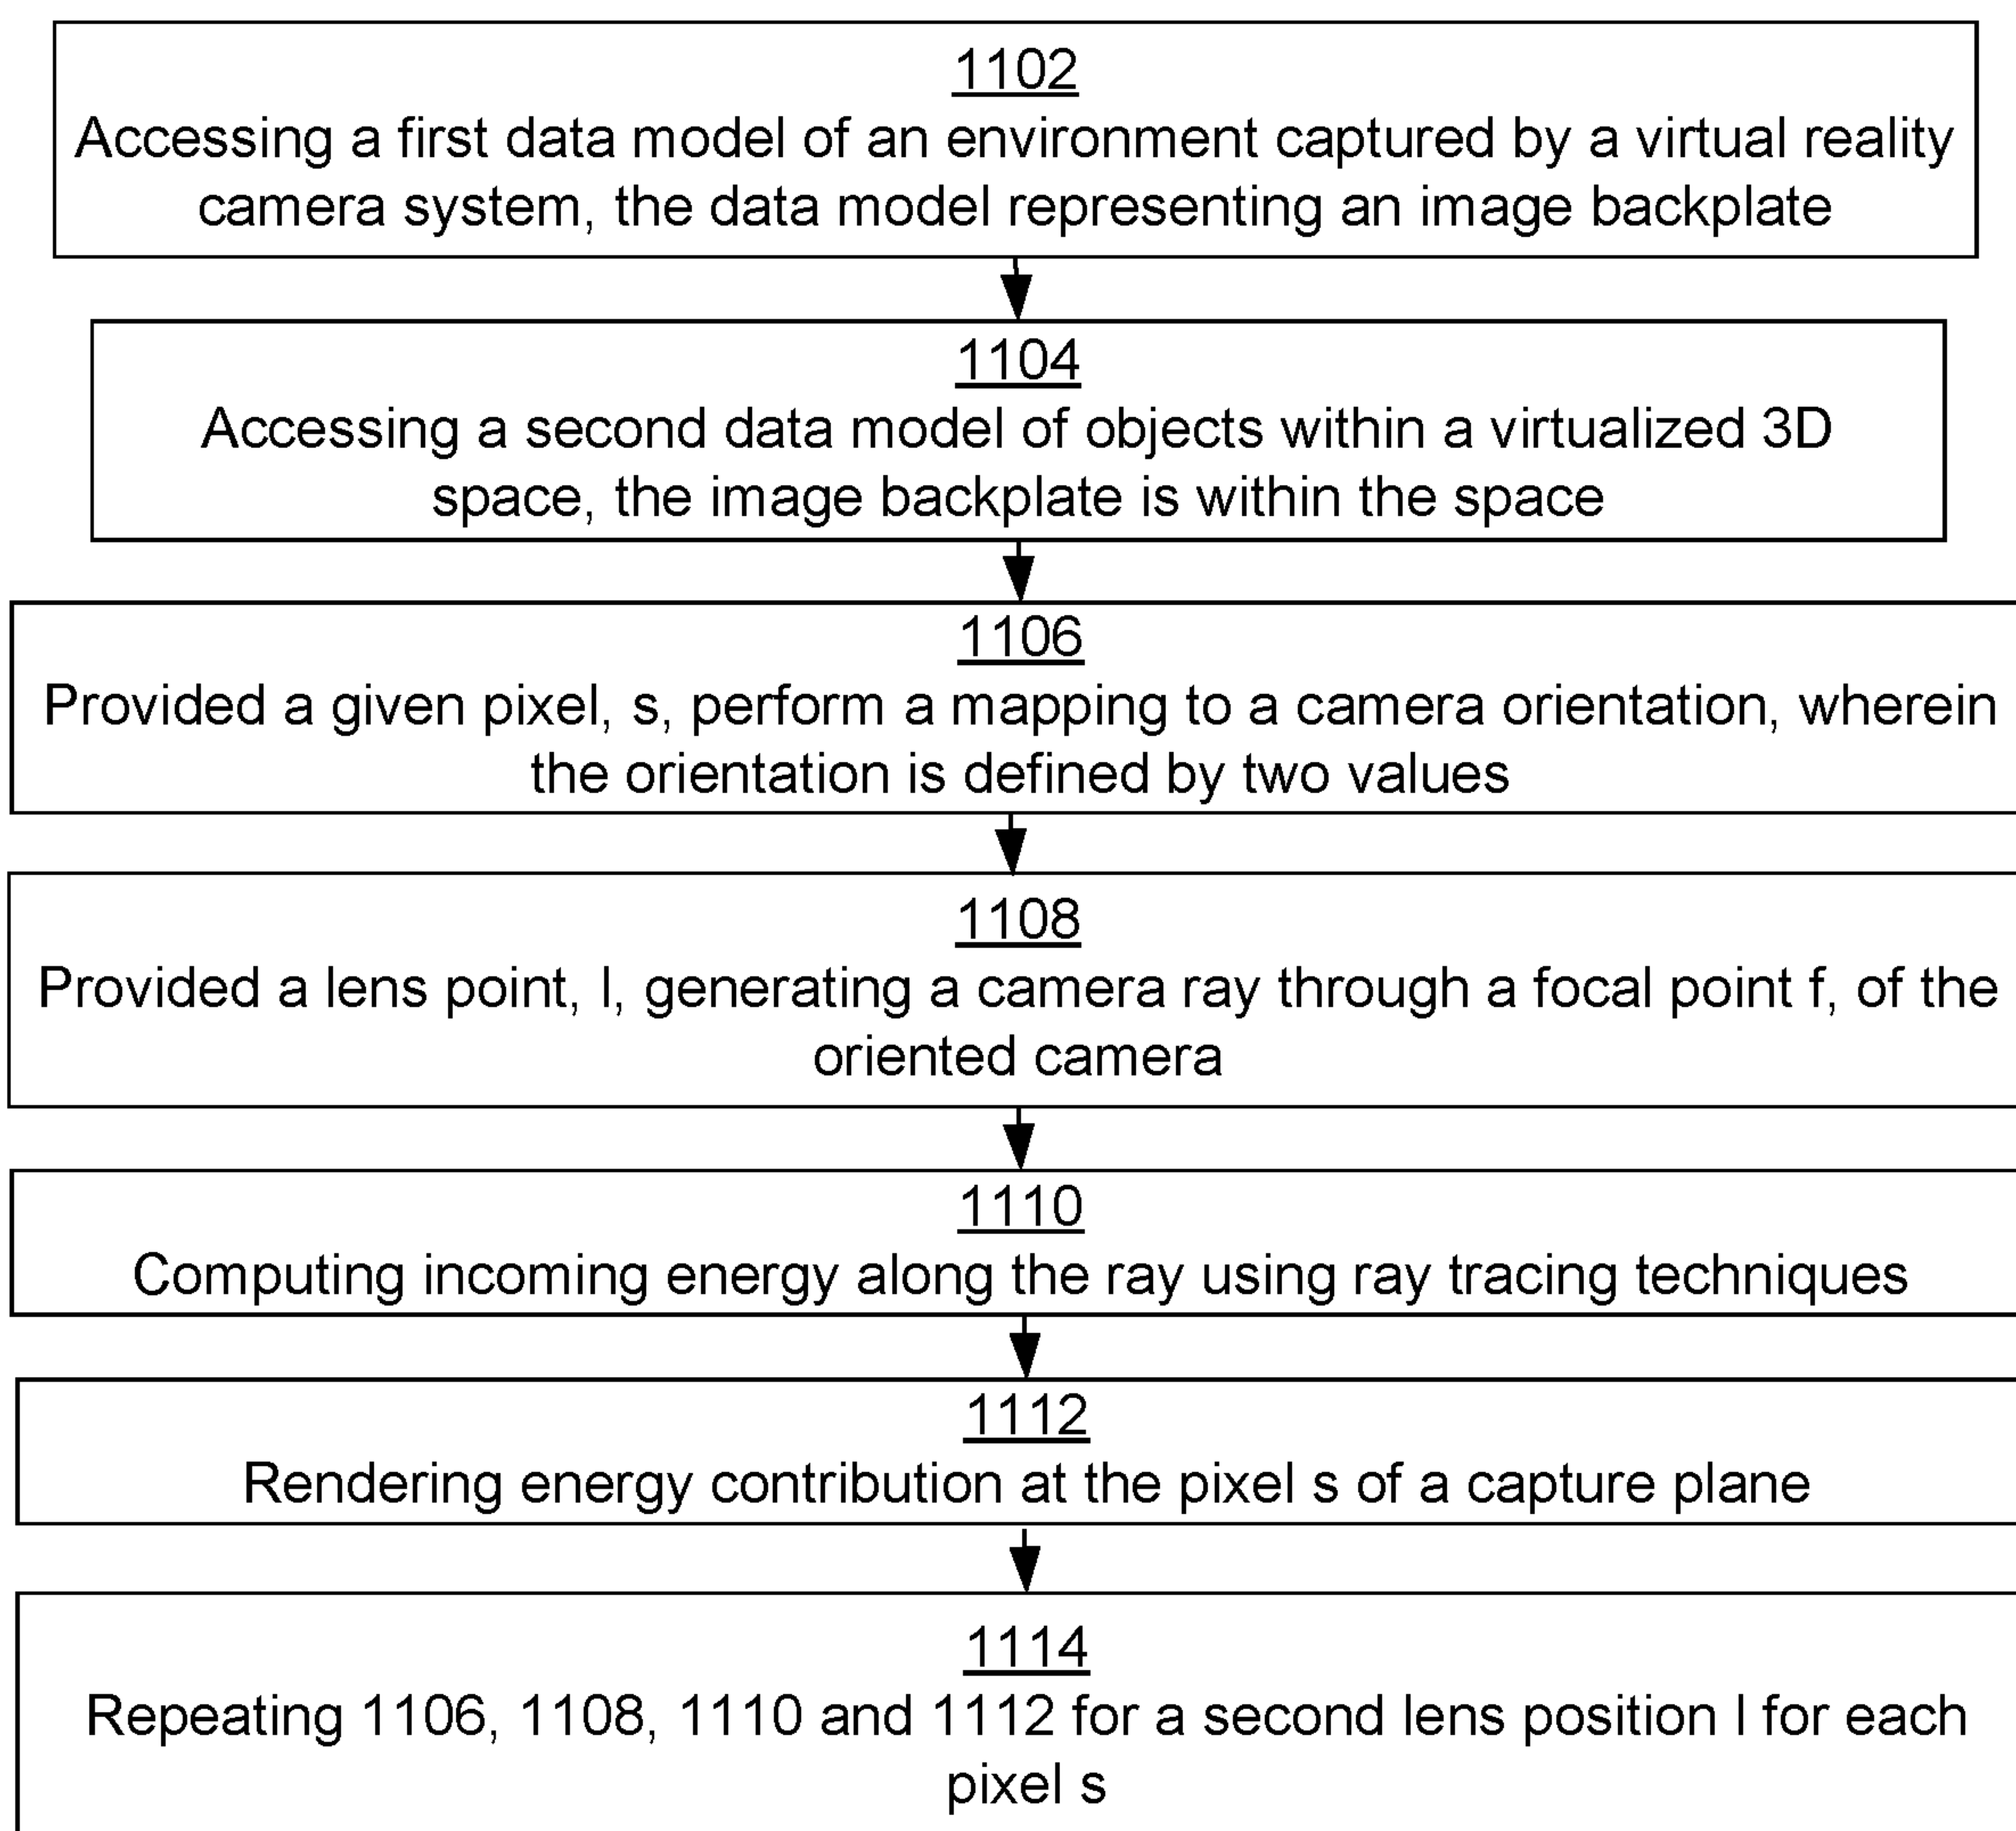 1102
Accessing a first data model of an environment captured by a virtual reality
camera system, the data model representing an image backplate
1104
Accessing a second data model of objects within a virtualized 3D
space, the image backplate is within the space
1106
Provided a given pixel, s, perform a mapping to a camera orientation, wherein
the orientation is defined by two values
1108
Provided a lens point, l, generating a camera ray through a focal point f, of the
oriented camera
1110
Computing incoming energy along the ray using ray tracing techniques
1112
Rendering energy contribution at the pixel s of a capture plane
1114
Repeating 1106, 1108, 1110 and 1112 for a second lens position l for each
pixel s